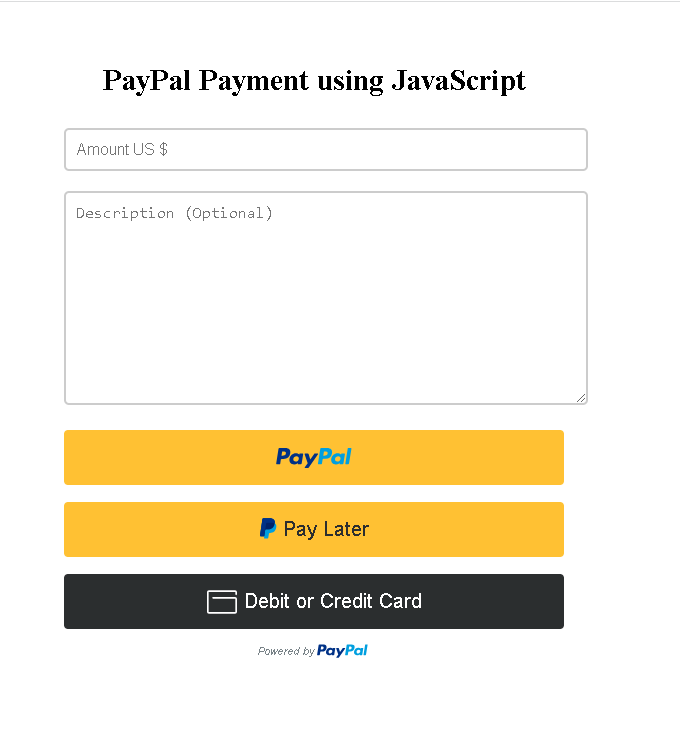 PayPal Payment using JavaScript
Amount US $
Description (Optional)
PayPal
Pay Later
Debit or Credit Card
Powered by PayPal